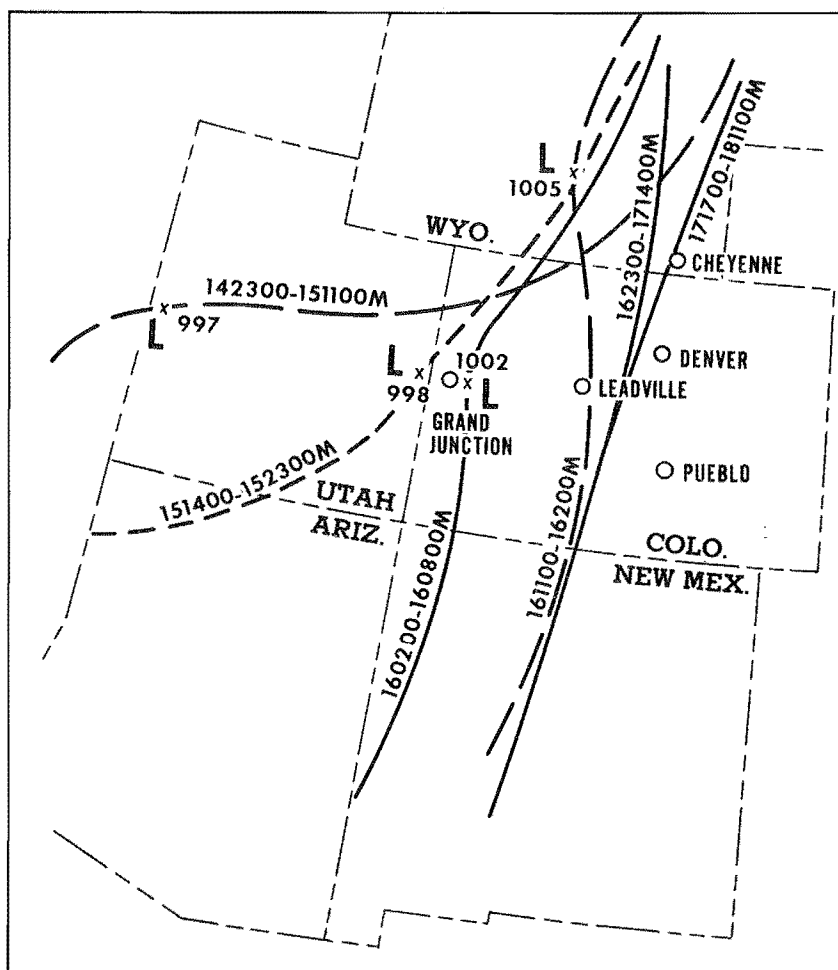 L
1005
WYO.
162300-171400M
171700-181100M
CHEYENNE
142300-151100M
L
997
L
998
1002
L
GRAND
JUNCTION
DENVER
LEADVILLE
PUEBLO
151400-152300M
UTAH
ARIZ.
160200-160800M
161100-16200M
COLO.
NEW MEX.